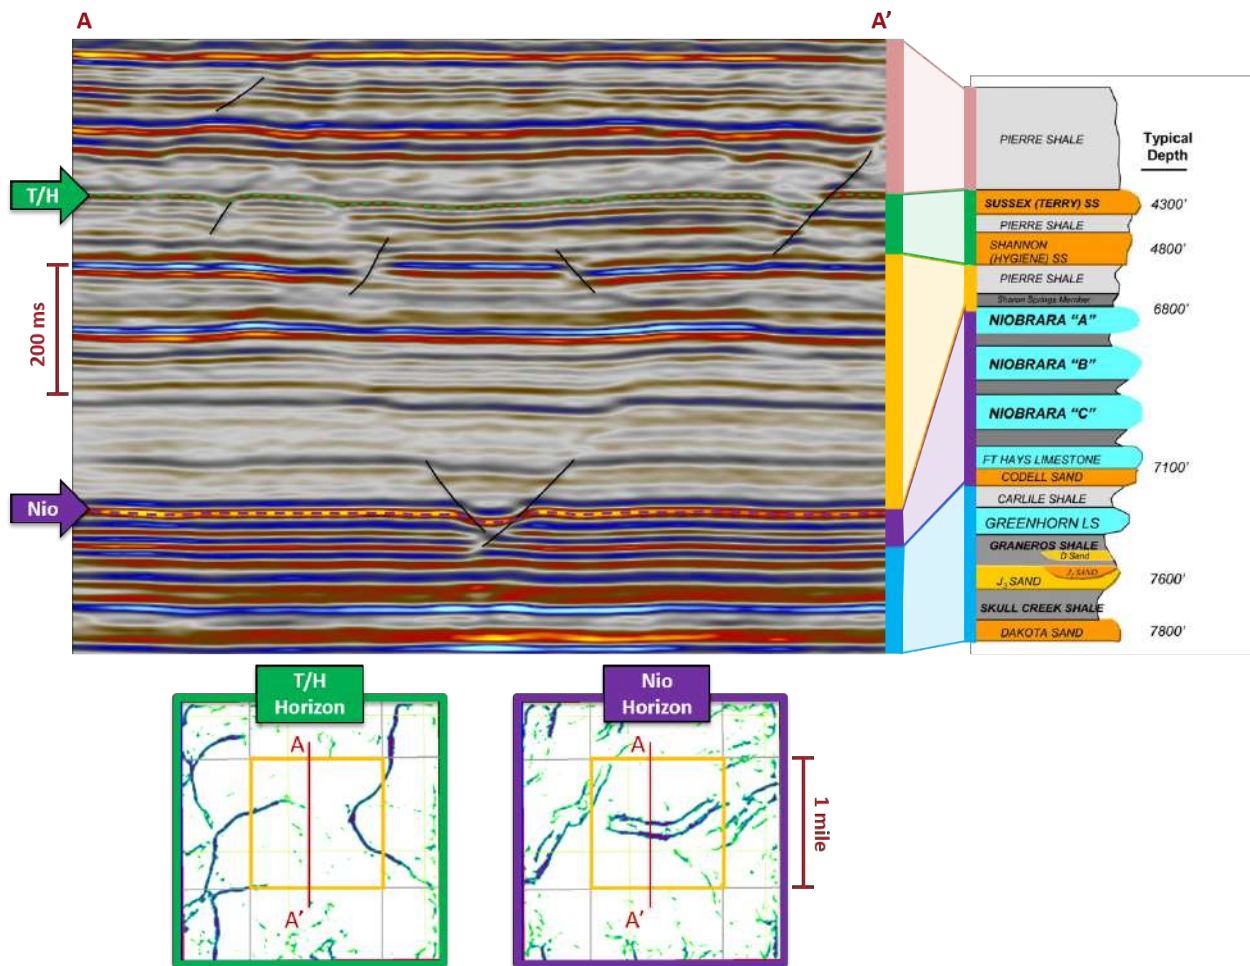 A
A’
T/H
200 ms
Nio
PIERRE SHALE
Typical
Depth
SUSSEX (TERRY) SS
4300’
PIERRE SHALE
SHANNON
(HYGIENE) SS
4800’
PIERRE SHALE
Sharon Springs Member
6800’
NIOBRARA “A”
NIOBRARA “B”
NIOBRARA “C”
FT HAYS LIMESTONE
7100’
CODELL SAND
CARLILE SHALE
GREENHORN LS
GRANEROS SHALE
D Sand
J₁ SAND
J₃ SAND
7600’
SKULL CREEK SHALE
DAKOTA SAND
7800’
T/H
Horizon
A
A’
Nio
Horizon
A
A’
1 mile